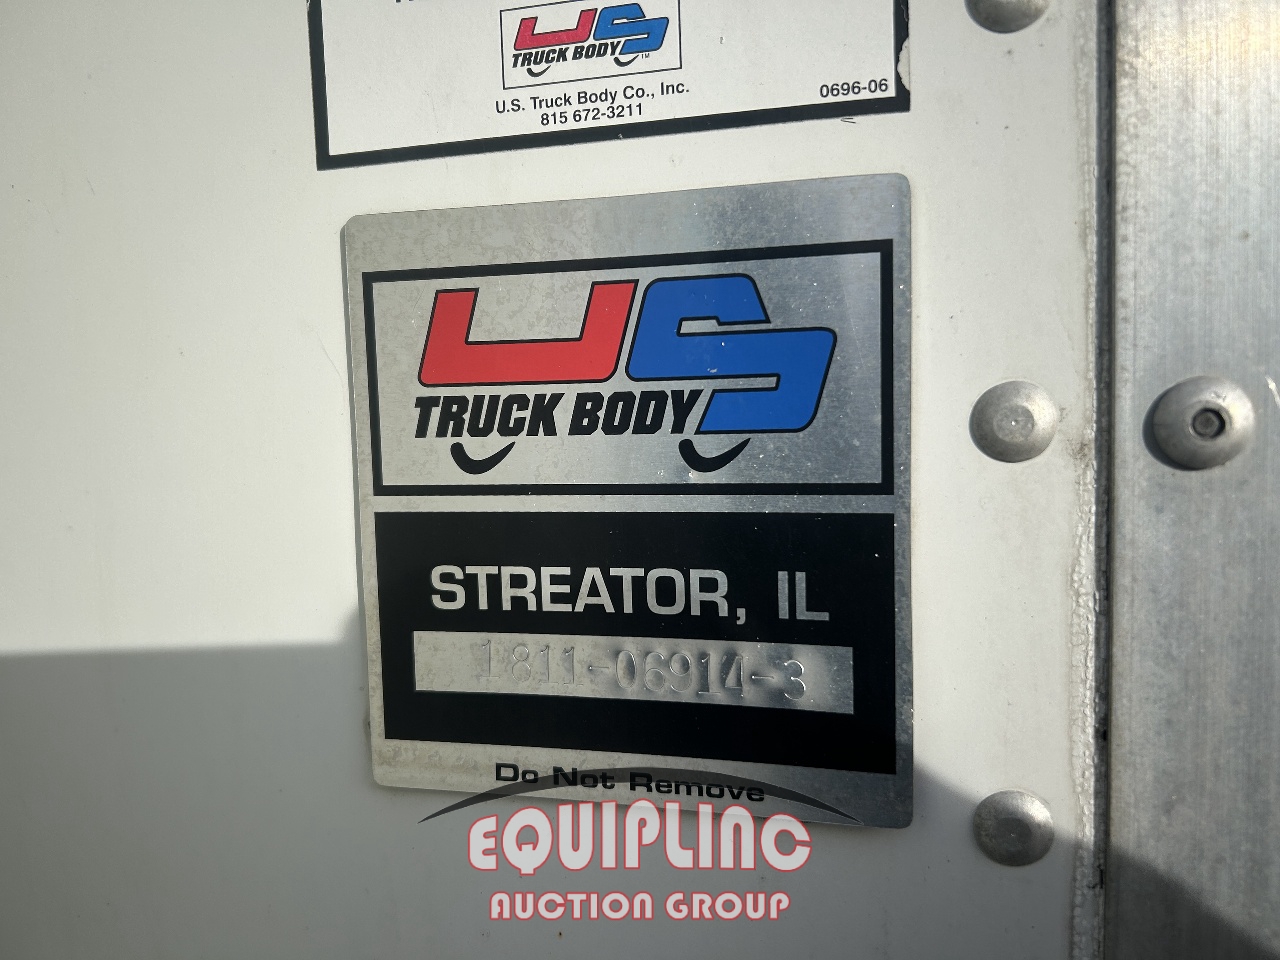 US
TRUCK BODY™
U.S. Truck Body Co., Inc.
815 672-3211
0696-06
US
TRUCK BODY
STREATOR, IL
1811-06914-3
Do Not Remove
EQUIPLINC
AUCTION GROUP